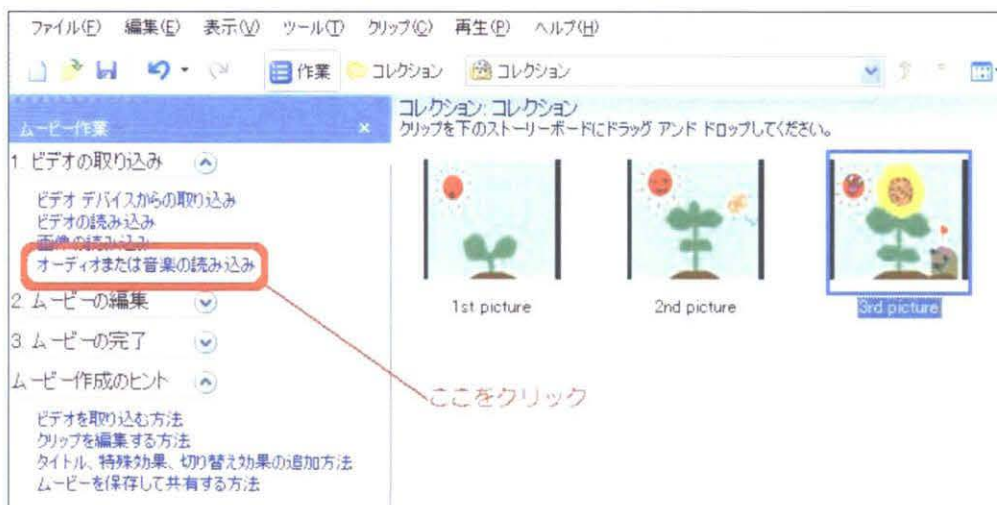 ファイル(F) 編集(E) 表示(V) ツール(T) クリップ(C) 再生(P) ヘルプ(H)
作業 コレクション コレクション
ムービー作業
コレクション: コレクション
クリップを下のストーリーボードにドラッグ アンド ドロップしてください。
1. ビデオの取り込み
ビデオ デバイスからの取り込み
ビデオの読み込み
画像の読み込み
オーディオまたは音楽の読み込み
2. ムービーの編集
3. ムービーの完了
ムービー作成のヒント
ビデオを取り込む方法
クリップを編集する方法
タイトル、特殊効果、切り替え効果の追加方法
ムービーを保存して共有する方法
1st picture 2nd picture 3rd picture
ここをクリック